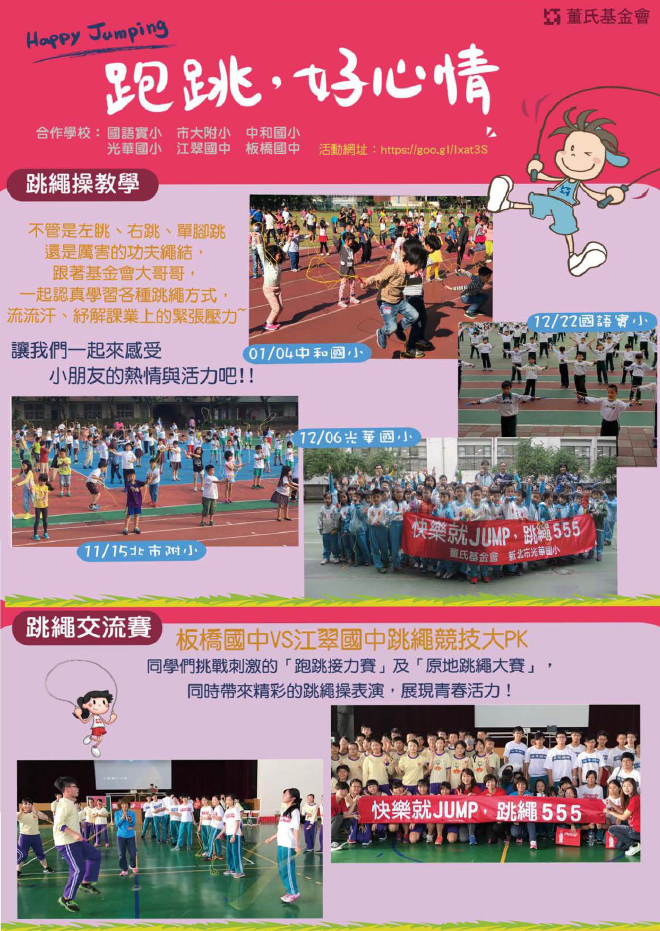 Happy Jumping
董氏基金會
跑跳，好心情
合作學校： 國語實小 市大附小 中和國小
光華國小 江翠國中 板橋國中 活動網址：https://goo.gl/Ixat3S
跳繩操教學
不管是左眺、右跳、單腳跳
還是厲害的功夫繩結，
跟著基金會大哥哥，
一起認真學習各種跳繩方式，
流流汗、紓解課業上的緊張壓力~
讓我們一起來感受
小朋友的熱情與活力吧!!
01/04中和國小
12/22國語實小
12/06光華國小
11/15北市附小
快樂就JUMP，跳繩555
董氏基金會 新北市光華國小
跳繩交流賽
板橋國中VS江翠國中跳繩競技大PK
同學們挑戰刺激的「跑跳接力賽」及「原地跳繩大賽」，
同時帶來精彩的跳繩操表演，展現青春活力！
快樂就JUMP，跳繩555